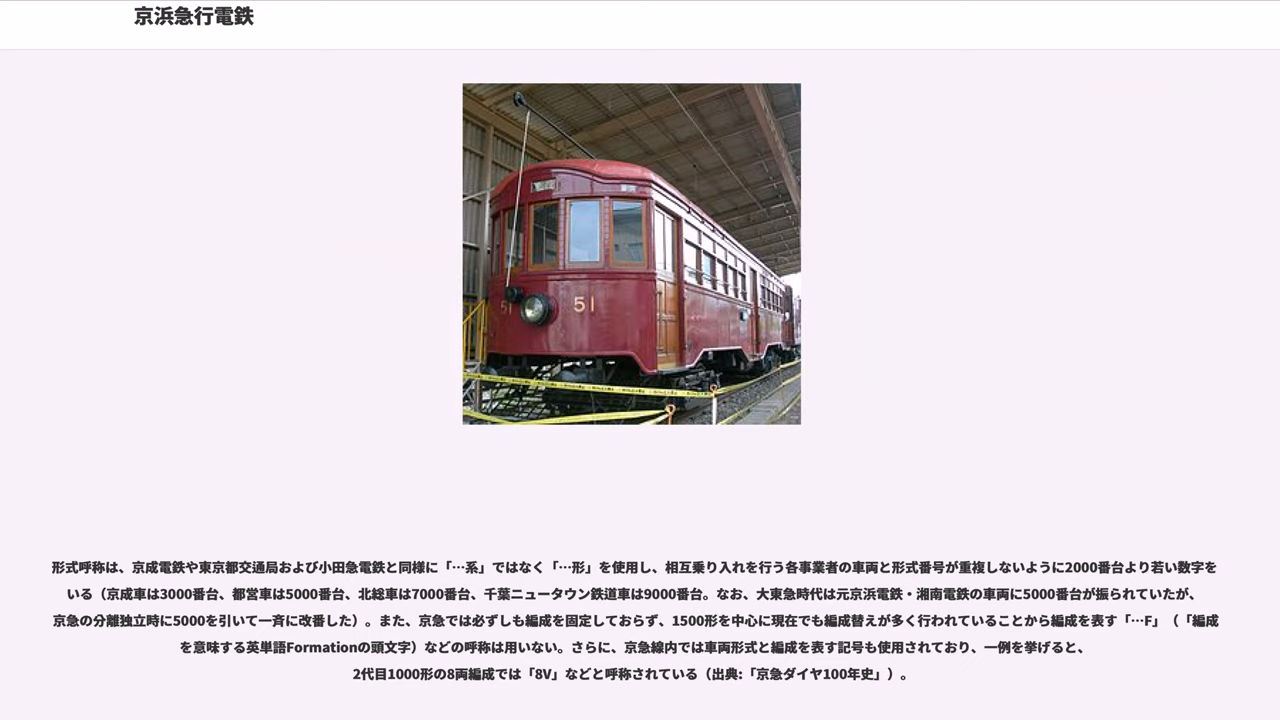 京浜急行電鉄
51
51
形式呼称は、京成電鉄や東京都交通局および小田急電鉄と同様に「…系」ではなく「…形」を使用し、相互乗り入れを行う各事業者の車両と形式番号が重複しないように2000番台より若い数字を
いる（京成車は3000番台、都営車は5000番台、北総車は7000番台、千葉ニュータウン鉄道車は9000番台。なお、大東急時代は元京浜電鉄・湘南電鉄の車両に5000番台が振られていたが、
京急の分離独立時に5000を引いて一斉に改番した）。また、京急では必ずしも編成を固定しておらず、1500形を中心に現在でも編成替えが多く行われていることから編成を表す「…F」（「編成
を意味する英単語Formationの頭文字）などの呼称は用いない。さらに、京急線内では車両形式と編成を表す記号も使用されており、一例を挙げると、
2代目1000形の8両編成では「8V」などと呼称されている（出典:「京急ダイヤ100年史」）。